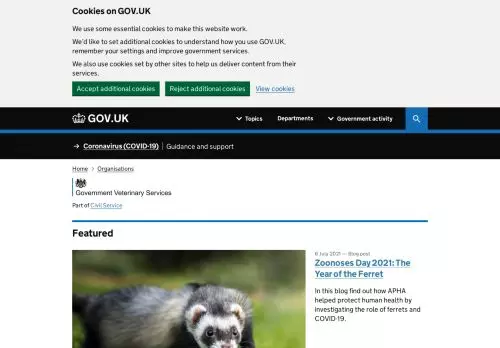 Cookies on GOV.UK
We use some essential cookies to make this website work.
We'd like to set additional cookies to understand how you use GOV.UK,
remember your settings and improve government services.
We also use cookies set by other sites to help us deliver content from their
services.
Accept additional cookies Reject additional cookies View cookies
GOV.UK Topics Departments Government activity
→ Coronavirus (COVID-19) Guidance and support
Home > Organisations
Government Veterinary Services
Part of Civil Service
Featured
6 July 2021 — Blog post
Zoonoses Day 2021: The
Year of the Ferret
In this blog find out how APHA
helped protect human health by
investigating the role of ferrets and
COVID-19.